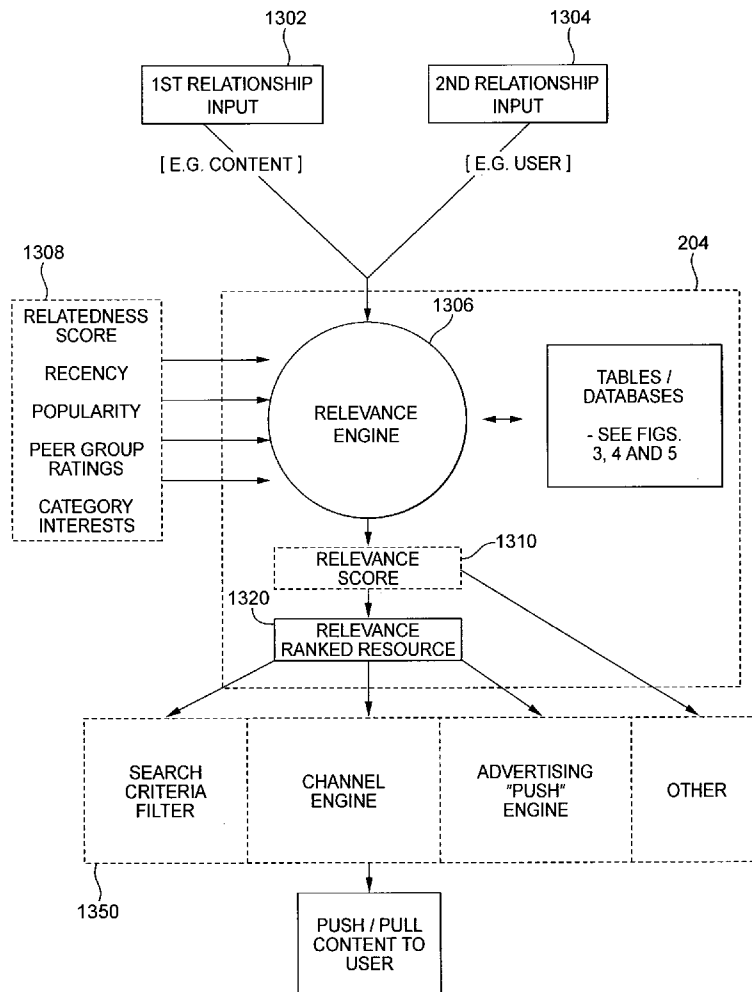 1302
1304
1ST RELATIONSHIP
INPUT
2ND RELATIONSHIP
INPUT
[ E.G. CONTENT ]
[ E.G. USER ]
1308
204
RELATEDNESS
SCORE
RECENCY
POPULARITY
PEER GROUP
RATINGS
CATEGORY
INTERESTS
1306
RELEVANCE
ENGINE
TABLES /
DATABASES
- SEE FIGS.
3, 4 AND 5
1310
RELEVANCE
SCORE
1320
RELEVANCE
RANKED RESOURCE
SEARCH
CRITERIA
FILTER
CHANNEL
ENGINE
ADVERTISING
"PUSH"
ENGINE
OTHER
1350
PUSH / PULL
CONTENT TO
USER